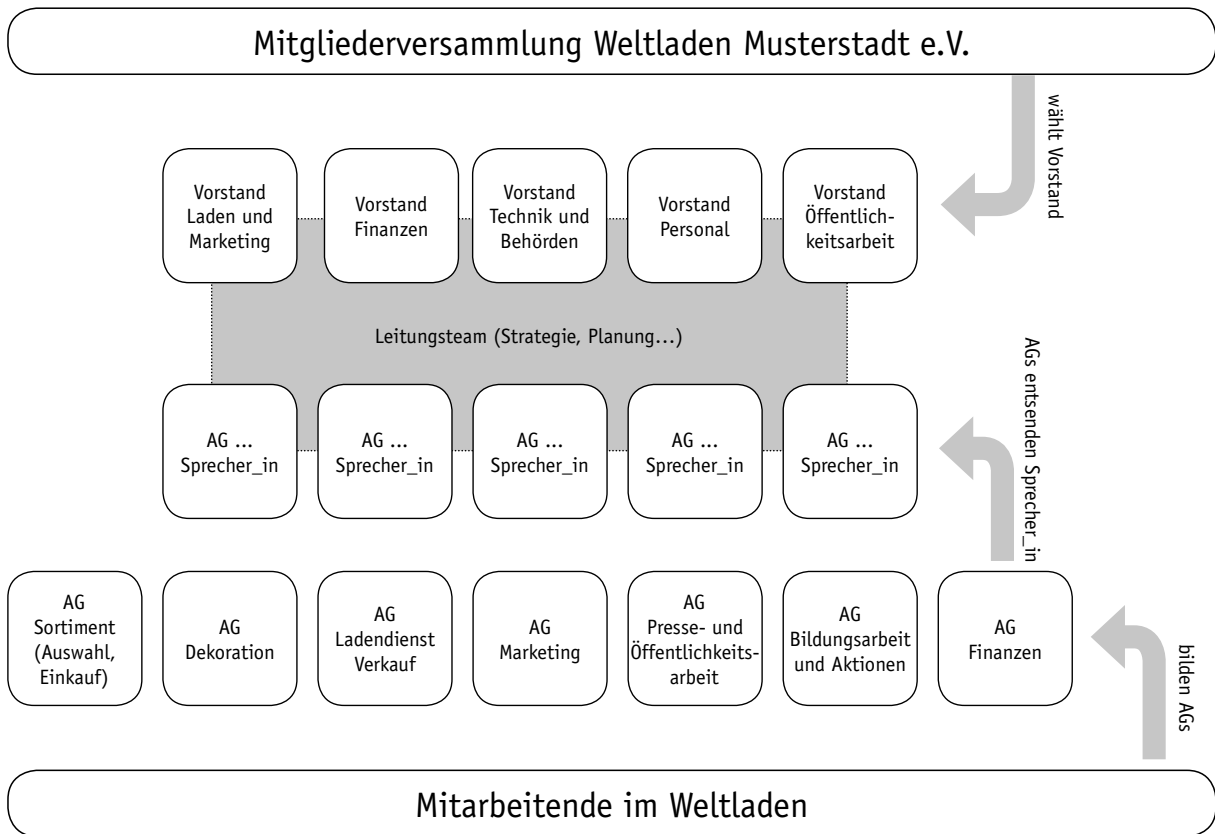 Mitgliederversammlung Weltladen Musterstadt e.V.
wählt Vorstand
Vorstand
Laden und
Marketing
Vorstand
Finanzen
Vorstand
Technik und
Behörden
Vorstand
Personal
Vorstand
Öffentlich-
keitsarbeit
Leitungsteam (Strategie, Planung...)
AG ...
Sprecher_in
AG ...
Sprecher_in
AG ...
Sprecher_in
AG ...
Sprecher_in
AG ...
Sprecher_in
AGs entsenden Sprecher_in
AG
Sortiment
(Auswahl,
Einkauf)
AG
Dekoration
AG
Ladendienst
Verkauf
AG
Marketing
AG
Presse- und
Öffentlichkeits-
arbeit
AG
Bildungsarbeit
und Aktionen
AG
Finanzen
bilden AGs
Mitarbeitende im Weltladen